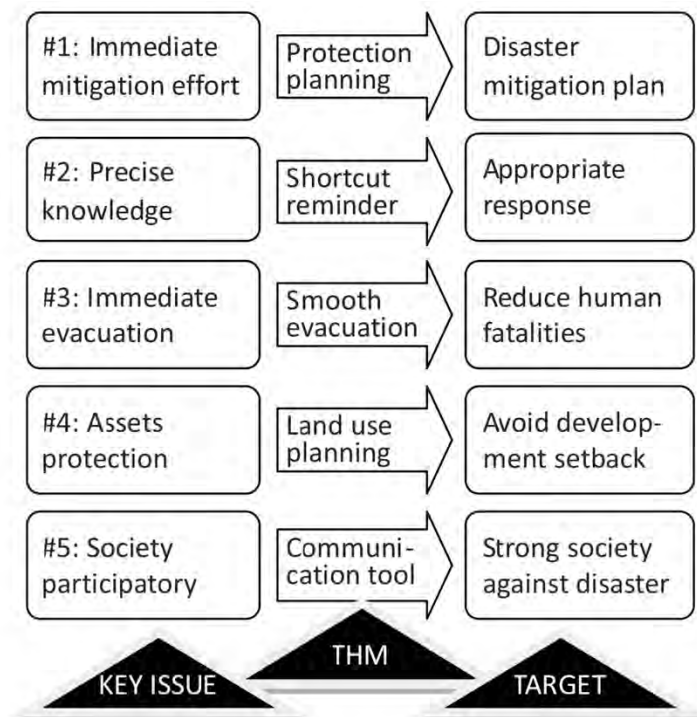 #1: Immediate
mitigation effort
Protection
planning
Disaster
mitigation plan
#2: Precise
knowledge
Shortcut
reminder
Appropriate
response
#3: Immediate
evacuation
Smooth
evacuation
Reduce human
fatalities
#4: Assets
protection
Land use
planning
Avoid develop-
ment setback
#5: Society
participatory
Communi-
cation tool
Strong society
against disaster
KEY ISSUE
THM
TARGET